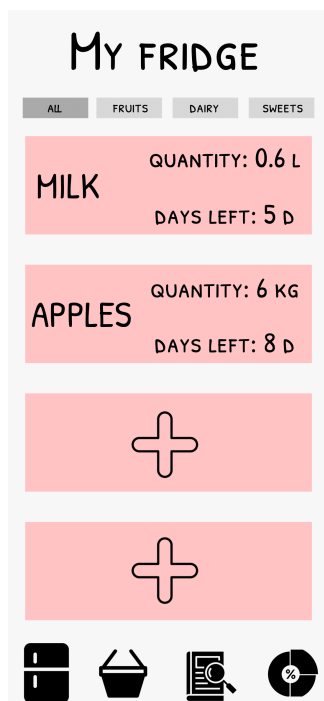 My fridge
ALL FRUITS DAIRY SWEETS
QUANTITY: 0.6 L
MILK
DAYS LEFT: 5 D
QUANTITY: 6 KG
APPLES
DAYS LEFT: 8 D
%